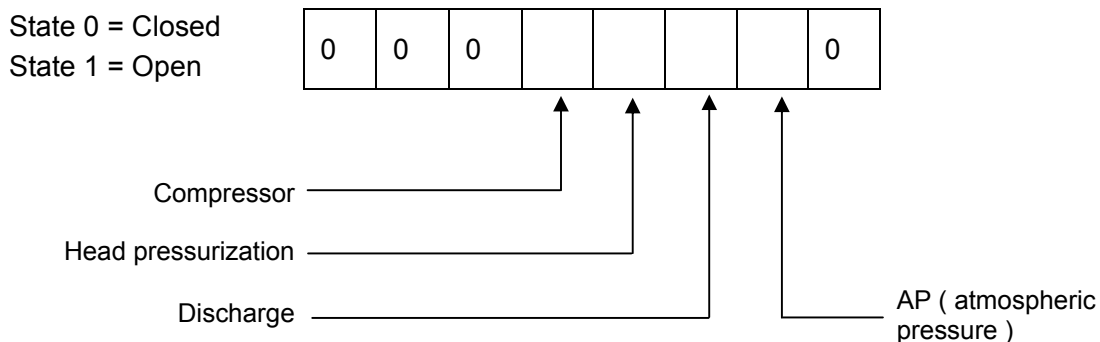 State 0 = Closed
State 1 = Open
0 0 0 0
Compressor
Head pressurization
Discharge
AP ( atmospheric
pressure )